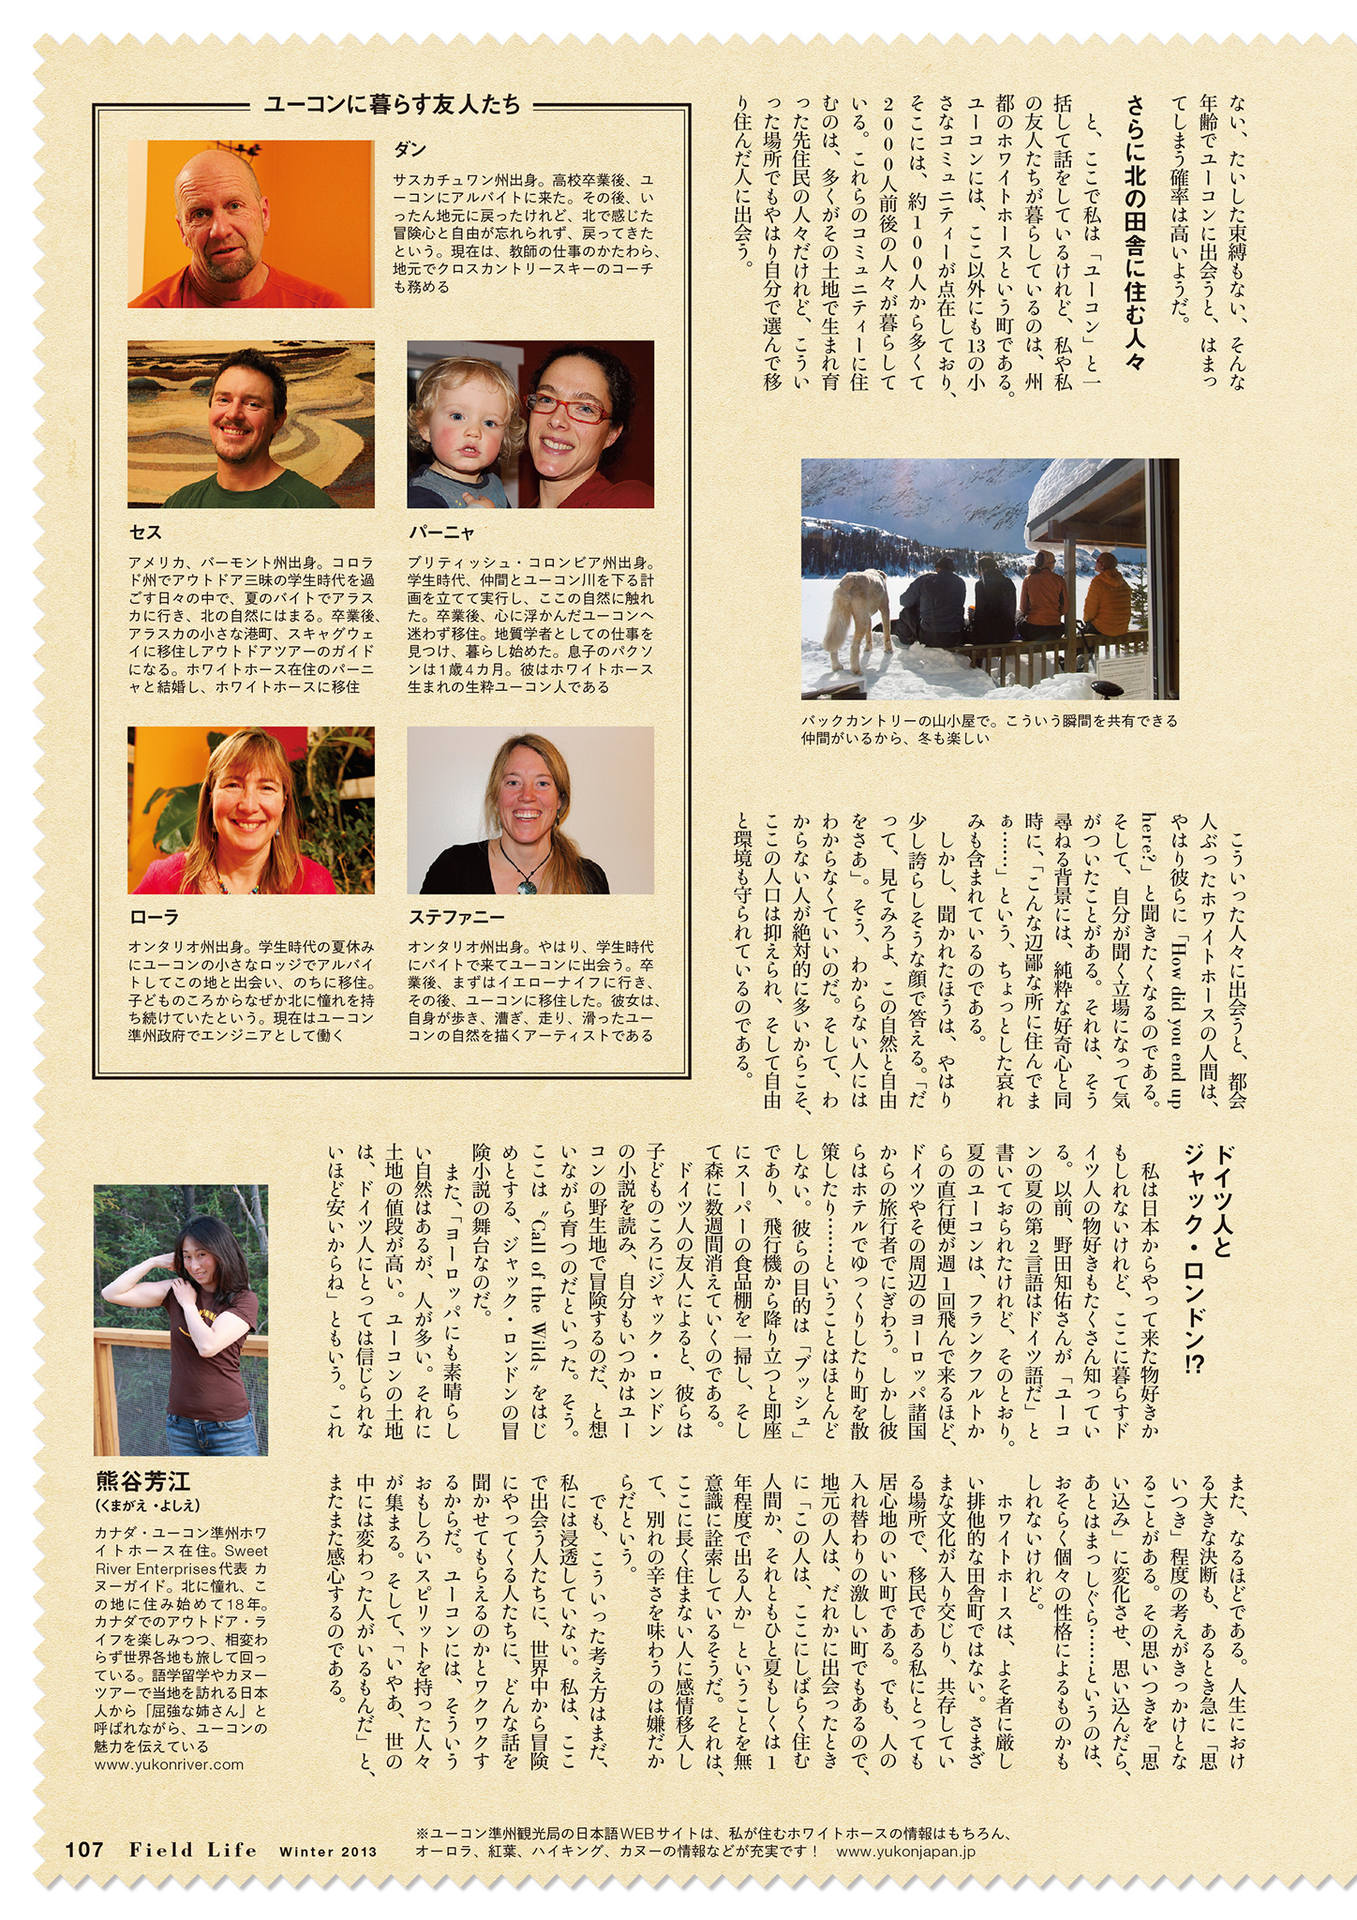 ない、たいした束縛もない、そんな
年齢でユーコンに出会うと、はまっ
てしまう確率は高いようだ。
さらに北の田舎に住む人々
と、ここで私は「ユーコン」と一
括して話をしているけれど、私や私
の友人たちが暮らしているのは、州
都のホワイトホースという町である。
ユーコンには、ここ以外にも13の小
さなコミュニティーが点在しており、
そこには、約100人から多くて
2000人前後の人々が暮らして
いる。これらのコミュニティーに住
むのは、多くがその土地で生まれ育
った先住民の人々だけれど、こうい
った場所でもやはり自分で選んで移
り住んだ人に出会う。
バックカントリーの山小屋で。こういう瞬間を共有できる
仲間がいるから、冬も楽しい
こういった人々に出会うと、都会
人ぶったホワイトホースの人間は、
やはり彼らに「How did you end up
here?」と聞きたくなるのである。
そして、自分が聞く立場になって気
がついたことがある。それは、そう
尋ねる背景には、純粋な好奇心と同
時に、「こんな辺鄙な所に住んでま
ぁ……」という、ちょっとした哀れ
みも含まれているのである。
しかし、聞かれたほうは、やはり
少し誇らしそうな顔で答える。「だ
って、見てみろよ、この自然と自由
をさあ」。そう、わからない人には
わからなくていいのだ。そして、わ
からない人が絶対的に多いからこそ、
ここの人口は抑えられ、そして自由
と環境も守られているのである。
ユーコンに暮らす友人たち
ダン
サスカチュワン州出身。高校卒業後、ユ
ーコンにアルバイトに来た。その後、い
ったん地元に戻ったけれど、北で感じた
冒険心と自由が忘れられず、戻ってきた
という。現在は、教師の仕事のかたわら、
地元でクロスカントリースキーのコーチ
も務める
セス
アメリカ、バーモント州出身。コロラ
ド州でアウトドア三昧の学生時代を過
ごす日々の中で、夏のバイトでアラス
カに行き、北の自然にはまる。卒業後、
アラスカの小さな港町、スキャグウェ
イに移住しアウトドアツアーのガイド
になる。ホワイトホース在住のパーニ
ャと結婚し、ホワイトホースに移住
パーニャ
ブリティッシュ・コロンビア州出身。
学生時代、仲間とユーコン川を下る計
画を立てて実行し、ここの自然に触れ
た。卒業後、心に浮かんだユーコンへ
迷わず移住。地質学者としての仕事を
見つけ、暮らし始めた。息子のパクソ
ンは1歳4カ月。彼はホワイトホース
生まれの生粋ユーコン人である
ローラ
オンタリオ州出身。学生時代の夏休み
にユーコンの小さなロッジでアルバイ
トしてこの地と出会い、のちに移住。
子どものころからなぜか北に憧れを持
ち続けていたという。現在はユーコン
準州政府でエンジニアとして働く
ステファニー
オンタリオ州出身。やはり、学生時代
にバイトで来てユーコンに出会う。卒
業後、まずはイエローナイフに行き、
その後、ユーコンに移住した。彼女は、
自身が歩き、漕ぎ、走り、滑ったユー
コンの自然を描くアーティストである
ドイツ人と
ジャック・ロンドン!?
私は日本からやって来た物好きか
もしれないけれど、ここに暮らすド
イツ人の物好きもたくさん知ってい
る。以前、野田知佑さんが「ユーコ
ンの夏の第2言語はドイツ語だ」と
書いておられたけれど、そのとおり。
夏のユーコンは、フランクフルトか
らの直行便が週1回飛んで来るほど、
ドイツやその周辺のヨーロッパ諸国
からの旅行者でにぎわう。しかし彼
らはホテルでゆっくりしたり町を散
策したり……ということはほとんど
しない。彼らの目的は「ブッシュ」
であり、飛行機から降り立つと即座
にスーパーの食品棚を一掃し、そし
て森に数週間消えていくのである。
ドイツ人の友人によると、彼らは
子どものころにジャック・ロンドン
の小説を読み、自分もいつかはユー
コンの野生地で冒険するのだ、と想
いながら育つのだといった。そう。
ここは〝Call of the Wild〟をはじ
めとする、ジャック・ロンドンの冒
険小説の舞台なのだ。
また、「ヨーロッパにも素晴らし
い自然はあるが、人が多い。それに
土地の値段が高い。ユーコンの土地
は、ドイツ人にとっては信じられな
いほど安いからね」ともいう。これ
また、なるほどである。人生におけ
る大きな決断も、あるとき急に「思
いつき」程度の考えがきっかけとな
ることがある。その思いつきを「思
い込み」に変化させ、思い込んだら、
あとはまっしぐら……というのは、
おそらく個々の性格によるものかも
しれないけれど。
ホワイトホースは、よそ者に厳し
い排他的な田舎町ではない。さまざ
まな文化が入り交じり、共存してい
る場所で、移民である私にとっても
居心地のいい町である。でも、人の
入れ替わりの激しい町でもあるので、
地元の人は、だれかに出会ったとき
に「この人は、ここにしばらく住む
人間か、それともひと夏もしくは1
年程度で出る人か」ということを無
意識に詮索しているそうだ。それは、
ここに長く住まない人に感情移入し
て、別れの辛さを味わうのは嫌だか
らだという。
でも、こういった考え方はまだ、
私には浸透していない。私は、ここ
で出会う人たちに、世界中から冒険
にやってくる人たちに、どんな話を
聞かせてもらえるのかとワクワクす
るからだ。ユーコンには、そういう
おもしろいスピリットを持った人々
が集まる。そして、「いやあ、世の
中には変わった人がいるもんだ」と、
またまた感心するのである。
熊谷芳江
(くまがえ・よしえ)
カナダ・ユーコン準州ホワ
イトホース在住。Sweet
River Enterprises代表 カ
ヌーガイド。北に憧れ、こ
の地に住み始めて18年。
カナダでのアウトドア・ラ
イフを楽しみつつ、相変わ
らず世界各地も旅して回っ
ている。語学留学やカヌー
ツアーで当地を訪れる日本
人から「屈強な姉さん」と
呼ばれながら、ユーコンの
魅力を伝えている
www.yukonriver.com
※ユーコン準州観光局の日本語WEBサイトは、私が住むホワイトホースの情報はもちろん、
オーロラ、紅葉、ハイキング、カヌーの情報などが充実です！ www.yukonjapan.jp
107 Field Life Winter 2013